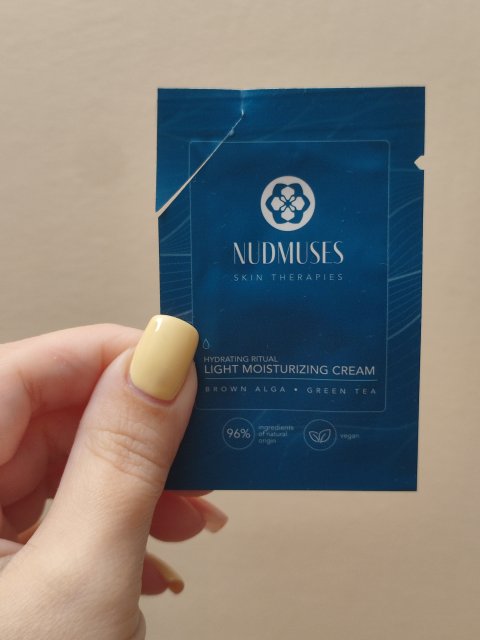 NUDMUSES
SKIN THERAPIES
HYDRATING RITUAL
LIGHT MOISTURIZING CREAM
BROWN ALGA • GREEN TEA
96% ingredients
of natural
origin
vegan